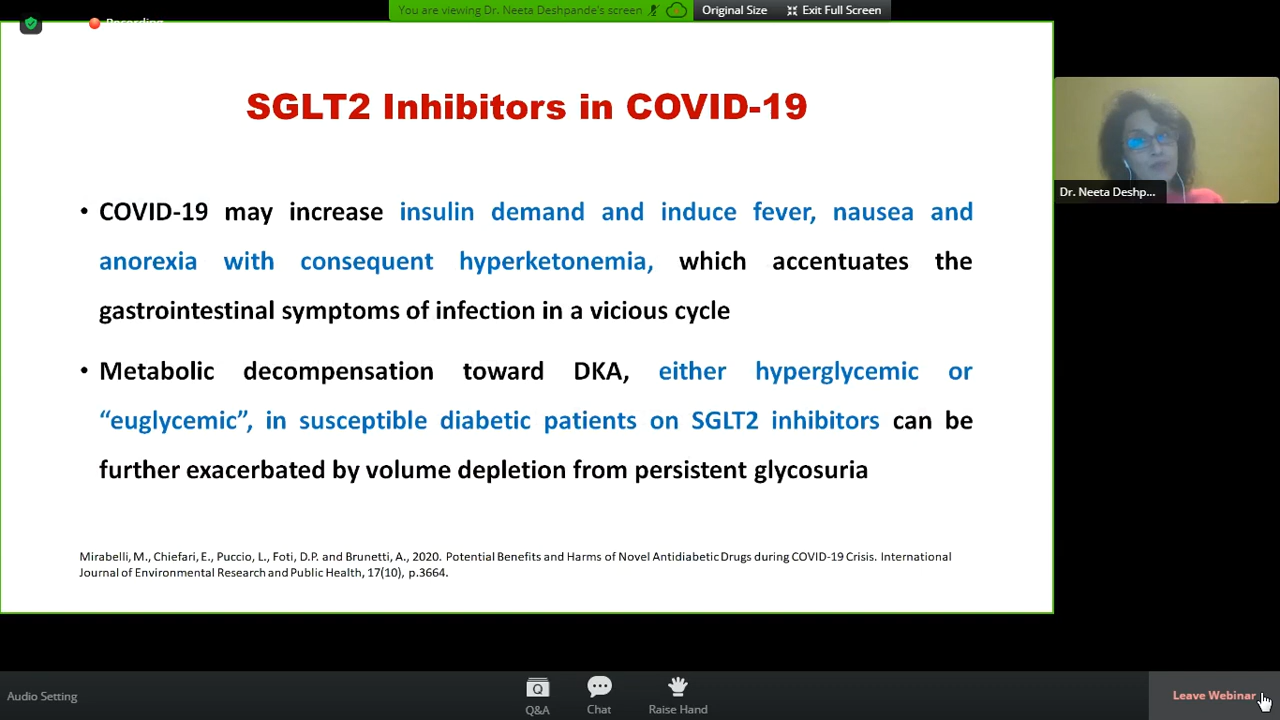 You are viewing Dr. Neeta Deshpande's screen
Original Size
Exit Full Screen
Recording
SGLT2 Inhibitors in COVID-19
• COVID-19 may increase insulin demand and induce fever, nausea and
anorexia with consequent hyperketonemia, which accentuates the
gastrointestinal symptoms of infection in a vicious cycle
• Metabolic decompensation toward DKA, either hyperglycemic or
“euglycemic”, in susceptible diabetic patients on SGLT2 inhibitors can be
further exacerbated by volume depletion from persistent glycosuria
Mirabelli, M., Chiefari, E., Puccio, L., Foti, D.P. and Brunetti, A., 2020. Potential Benefits and Harms of Novel Antidiabetic Drugs during COVID-19 Crisis. International
Journal of Environmental Research and Public Health, 17(10), p.3664.
Dr. Neeta Deshp...
Audio Setting
Q&A
Chat
Raise Hand
Leave Webinar